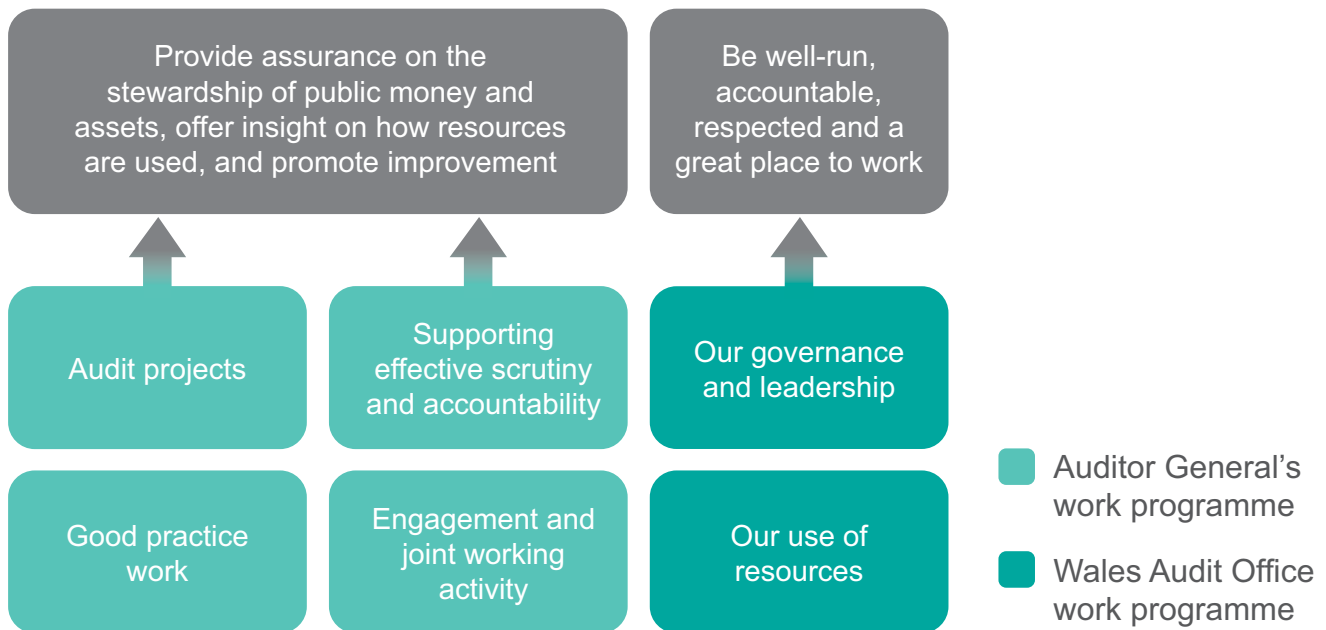 Provide assurance on the
stewardship of public money and
assets, offer insight on how resources
are used, and promote improvement
Be well-run,
accountable,
respected and a
great place to work
Audit projects
Supporting
effective scrutiny
and accountability
Our governance
and leadership
Good practice
work
Engagement and
joint working
activity
Our use of
resources
Auditor General’s
work programme
Wales Audit Office
work programme